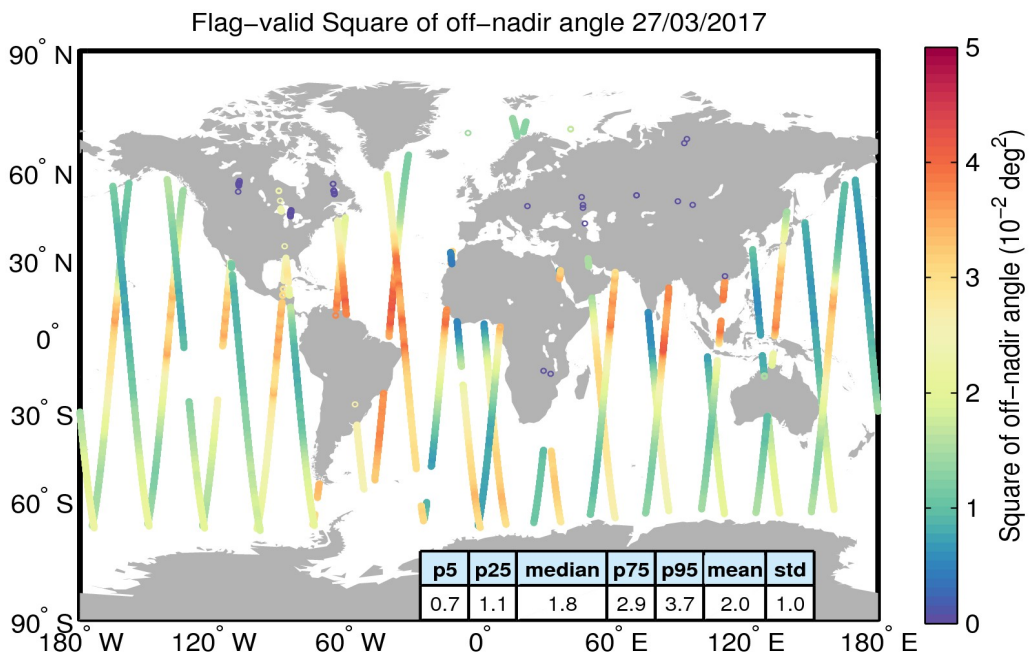 Flag−valid Square of off−nadir angle 27/03/2017
90° N
60° N
30° N
0°
30° S
60° S
90° S
180° W
120° W
60° W
0°
60° E
120° E
180° E
p5 p25 median p75 p95 mean std
0.7 1.1 1.8 2.9 3.7 2.0 1.0
5
4
3
2
1
0
Square of off−nadir angle (10⁻² deg²)